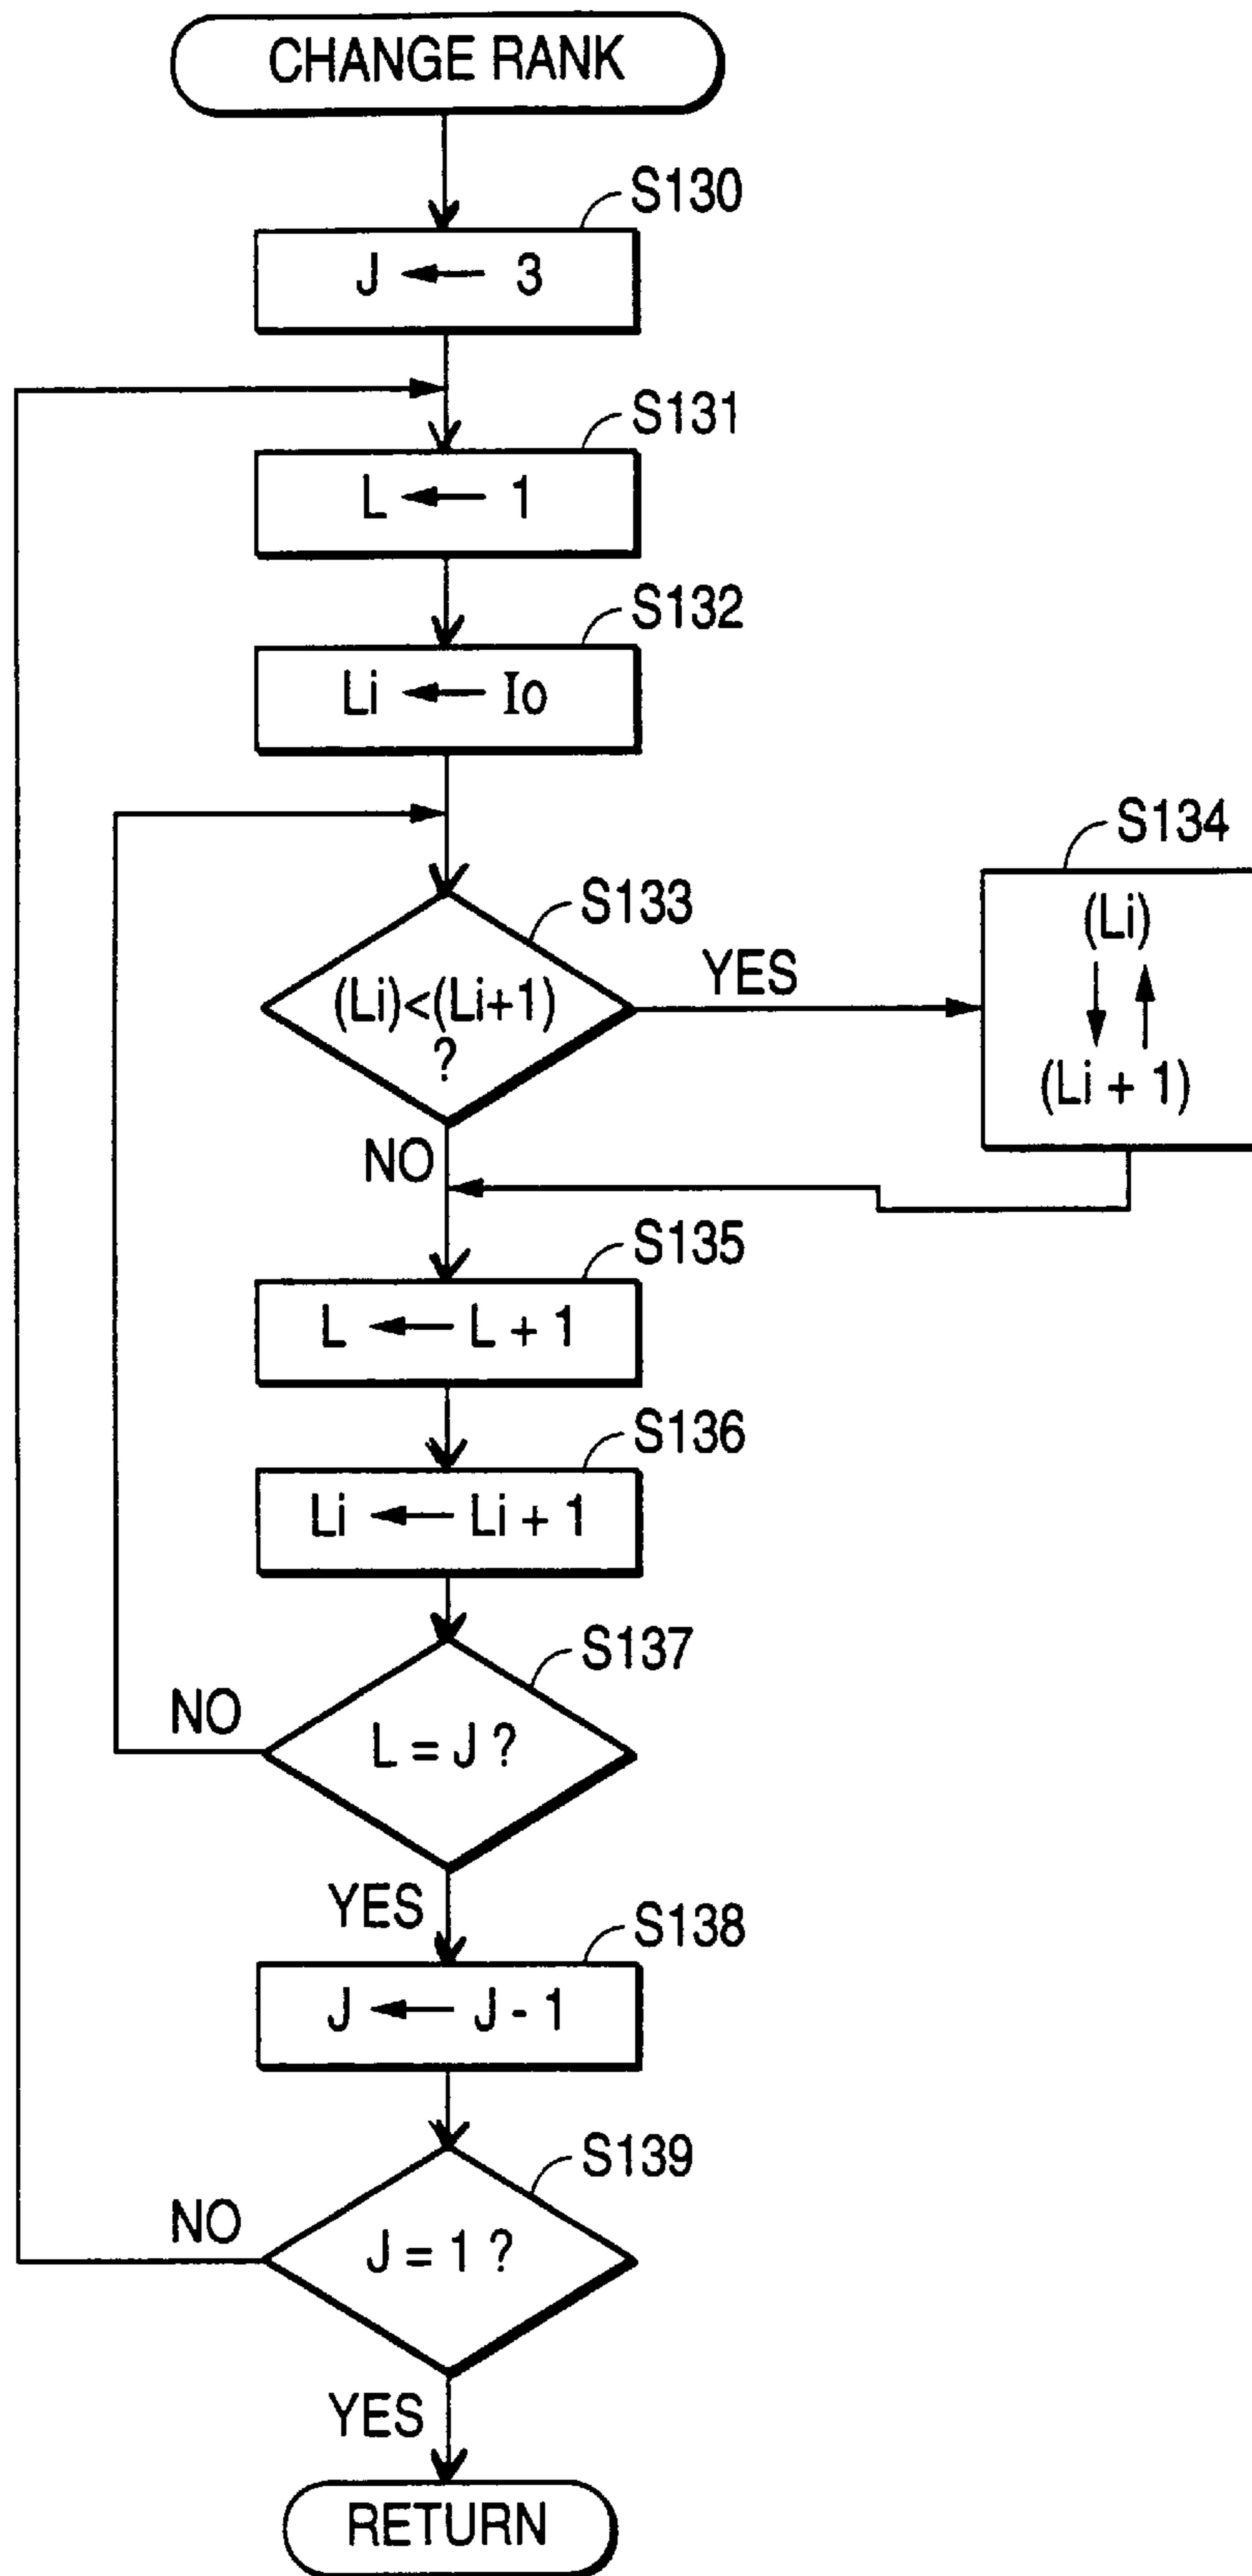 CHANGE RANK
S130
J ← 3
S131
L ← 1
S132
Li ← Io
S133
(Li)<(Li+1)
?
YES
S134
(Li)
↓ ↑
(Li + 1)
NO
S135
L ← L + 1
S136
Li ← Li + 1
S137
NO
L = J ?
YES
S138
J ← J - 1
S139
NO
J = 1 ?
YES
RETURN